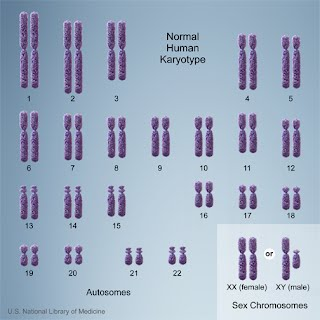 Normal
Human
Karyotype
1 2 3 4 5
6 7 8 9 10 11 12
13 14 15 16 17 18
19 20 21 22
or
XX (female) XY (male)
Autosomes
Sex Chromosomes
U.S. National Library of Medicine